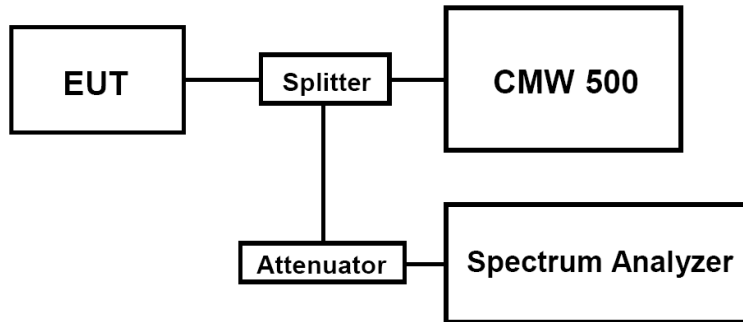 EUT
Splitter
CMW 500
Attenuator
Spectrum Analyzer